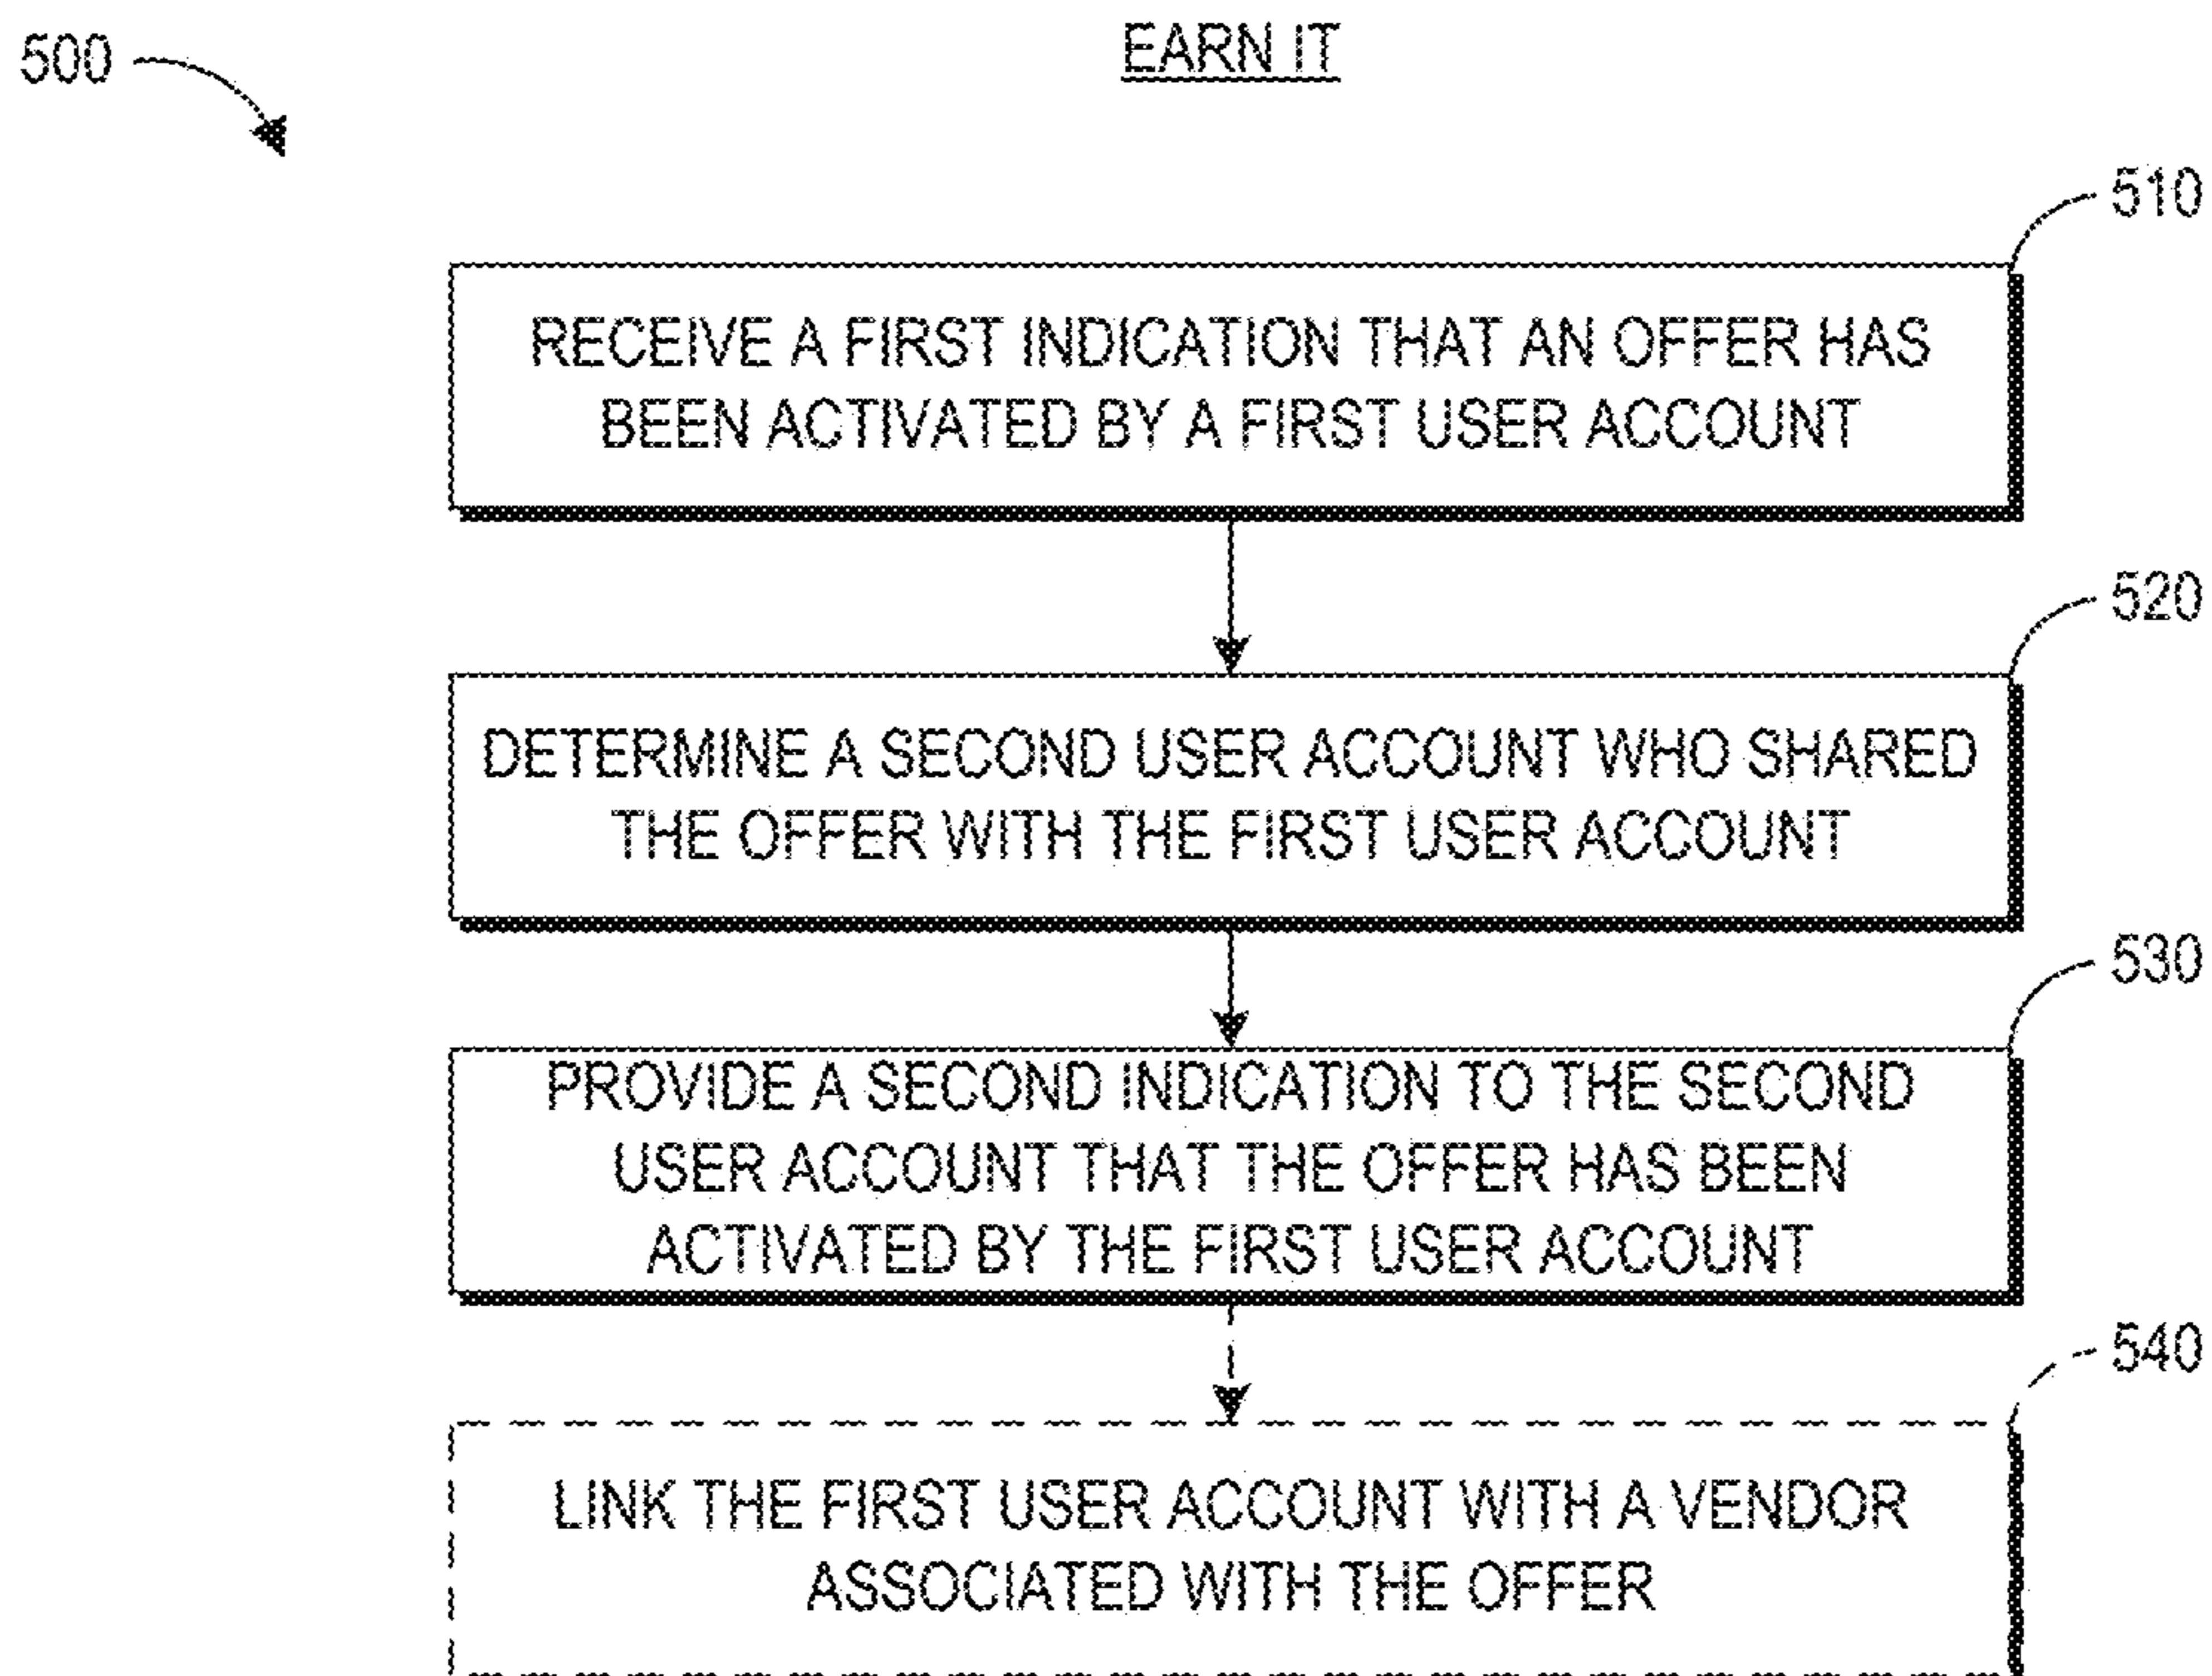 EARN IT
500
510
RECEIVE A FIRST INDICATION THAT AN OFFER HAS
BEEN ACTIVATED BY A FIRST USER ACCOUNT
520
DETERMINE A SECOND USER ACCOUNT WHO SHARED
THE OFFER WITH THE FIRST USER ACCOUNT
530
PROVIDE A SECOND INDICATION TO THE SECOND
USER ACCOUNT THAT THE OFFER HAS BEEN
ACTIVATED BY THE FIRST USER ACCOUNT
540
LINK THE FIRST USER ACCOUNT WITH A VENDOR
ASSOCIATED WITH THE OFFER